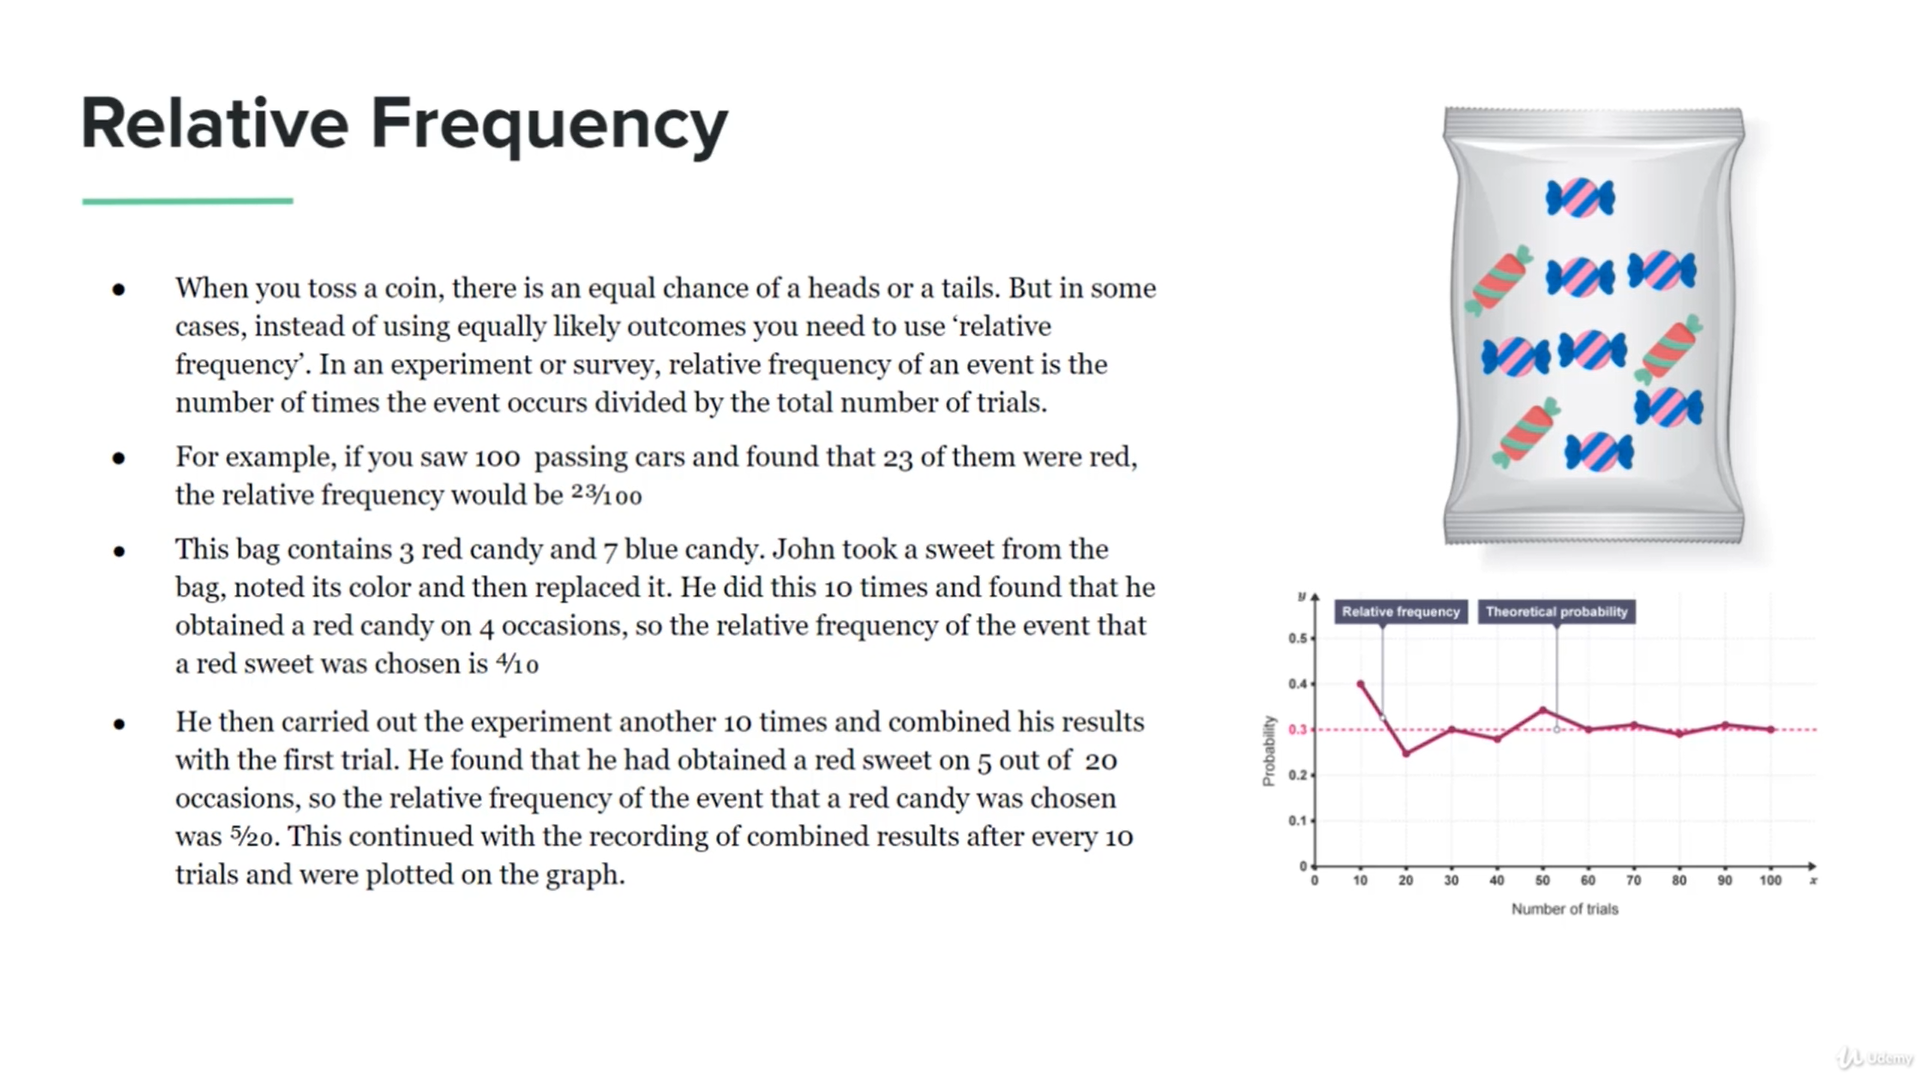 Relative Frequency
● When you toss a coin, there is an equal chance of a heads or a tails. But in some
cases, instead of using equally likely outcomes you need to use ‘relative
frequency’. In an experiment or survey, relative frequency of an event is the
number of times the event occurs divided by the total number of trials.
● For example, if you saw 100 passing cars and found that 23 of them were red,
the relative frequency would be ²³⁄100
● This bag contains 3 red candy and 7 blue candy. John took a sweet from the
bag, noted its color and then replaced it. He did this 10 times and found that he
obtained a red candy on 4 occasions, so the relative frequency of the event that
a red sweet was chosen is ⁴⁄10
● He then carried out the experiment another 10 times and combined his results
with the first trial. He found that he had obtained a red sweet on 5 out of 20
occasions, so the relative frequency of the event that a red candy was chosen
was ⁵⁄20. This continued with the recording of combined results after every 10
trials and were plotted on the graph.
y
Relative frequency Theoretical probability
0.5
0.4
0.3
0.2
0.1
0
Probability
0 10 20 30 40 50 60 70 80 90 100 x
Number of trials
Udemy